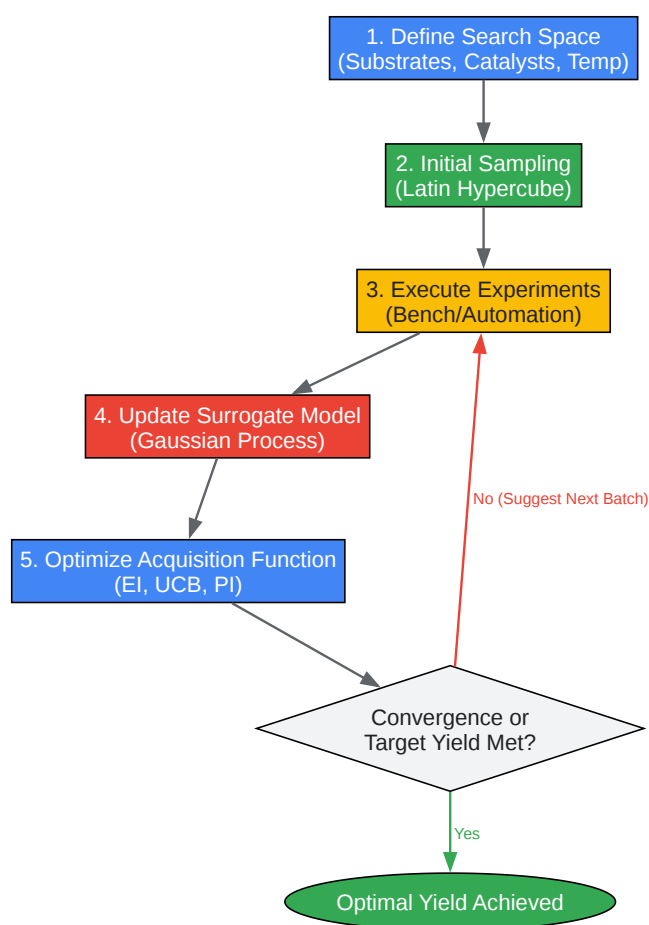 1. Define Search Space
(Substrates, Catalysts, Temp)
2. Initial Sampling
(Latin Hypercube)
3. Execute Experiments
(Bench/Automation)
4. Update Surrogate Model
(Gaussian Process)
No (Suggest Next Batch)
5. Optimize Acquisition Function
(EI, UCB, PI)
Convergence or
Target Yield Met?
Yes
Optimal Yield Achieved